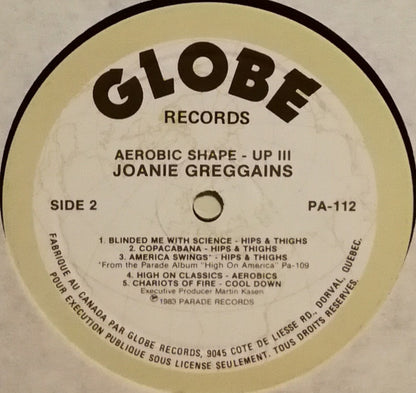 GLOBE
RECORDS
AEROBIC SHAPE - UP III
JOANIE GREGGAINS
SIDE 2
PA-112
1. BLINDED ME WITH SCIENCE - HIPS & THIGHS
2. COPACABANA - HIPS & THIGHS
3. AMERICA SWINGS* - HIPS & THIGHS
*From the Parade Album "High On America" Pa-109
4. HIGH ON CLASSICS - AEROBICS
5. CHARIOTS OF FIRE - COOL DOWN
Executive Producer Martin Kasen
℗ 1983 PARADE RECORDS
FABRIQUE AU CANADA PAR GLOBE RECORDS, 9045 COTE DE LIESSE RD., DORVAL, QUEBEC.
POUR EXECUTION PUBLIQUE SOUS LICENSE SEULEMENT. TOUS DROITS RESERVES.